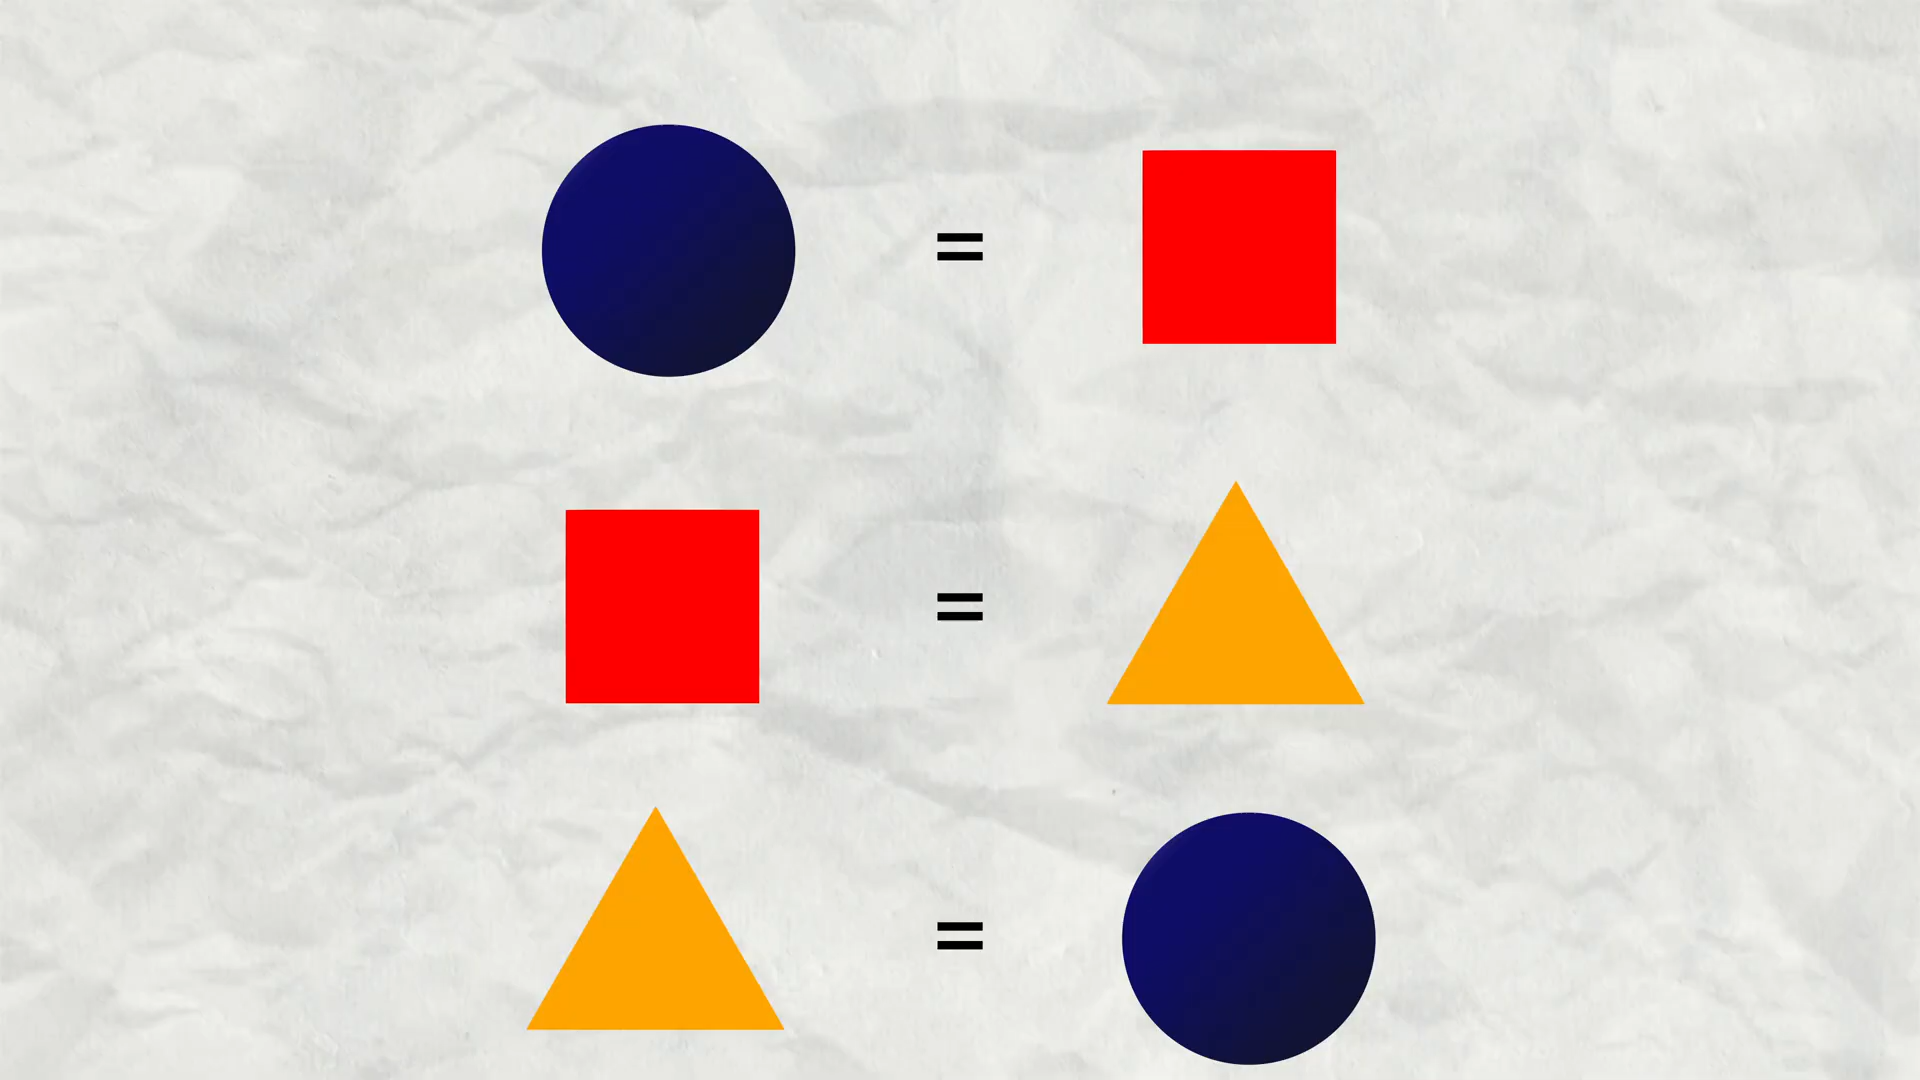 =
=
=